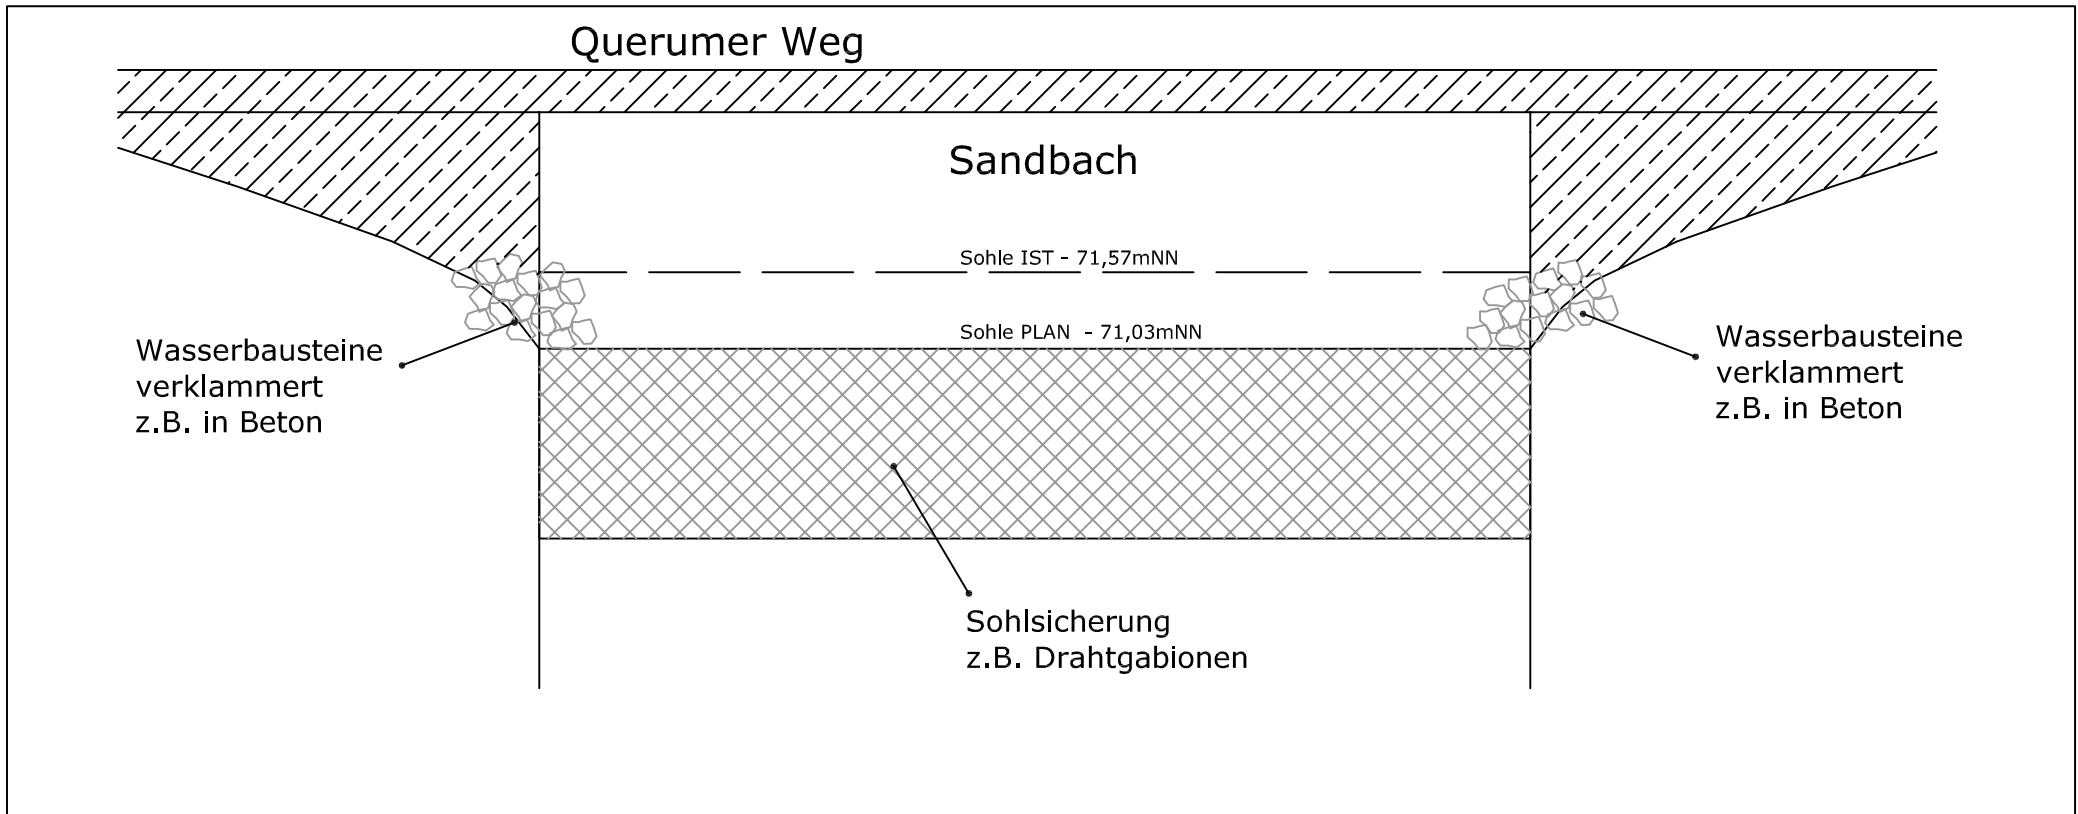 Querumer Weg
Sandbach
Sohle IST - 71,57mNN
Sohle PLAN - 71,03mNN
Wasserbausteine
verklammert
z.B. in Beton
Wasserbausteine
verklammert
z.B. in Beton
Sohlsicherung
z.B. Drahtgabionen